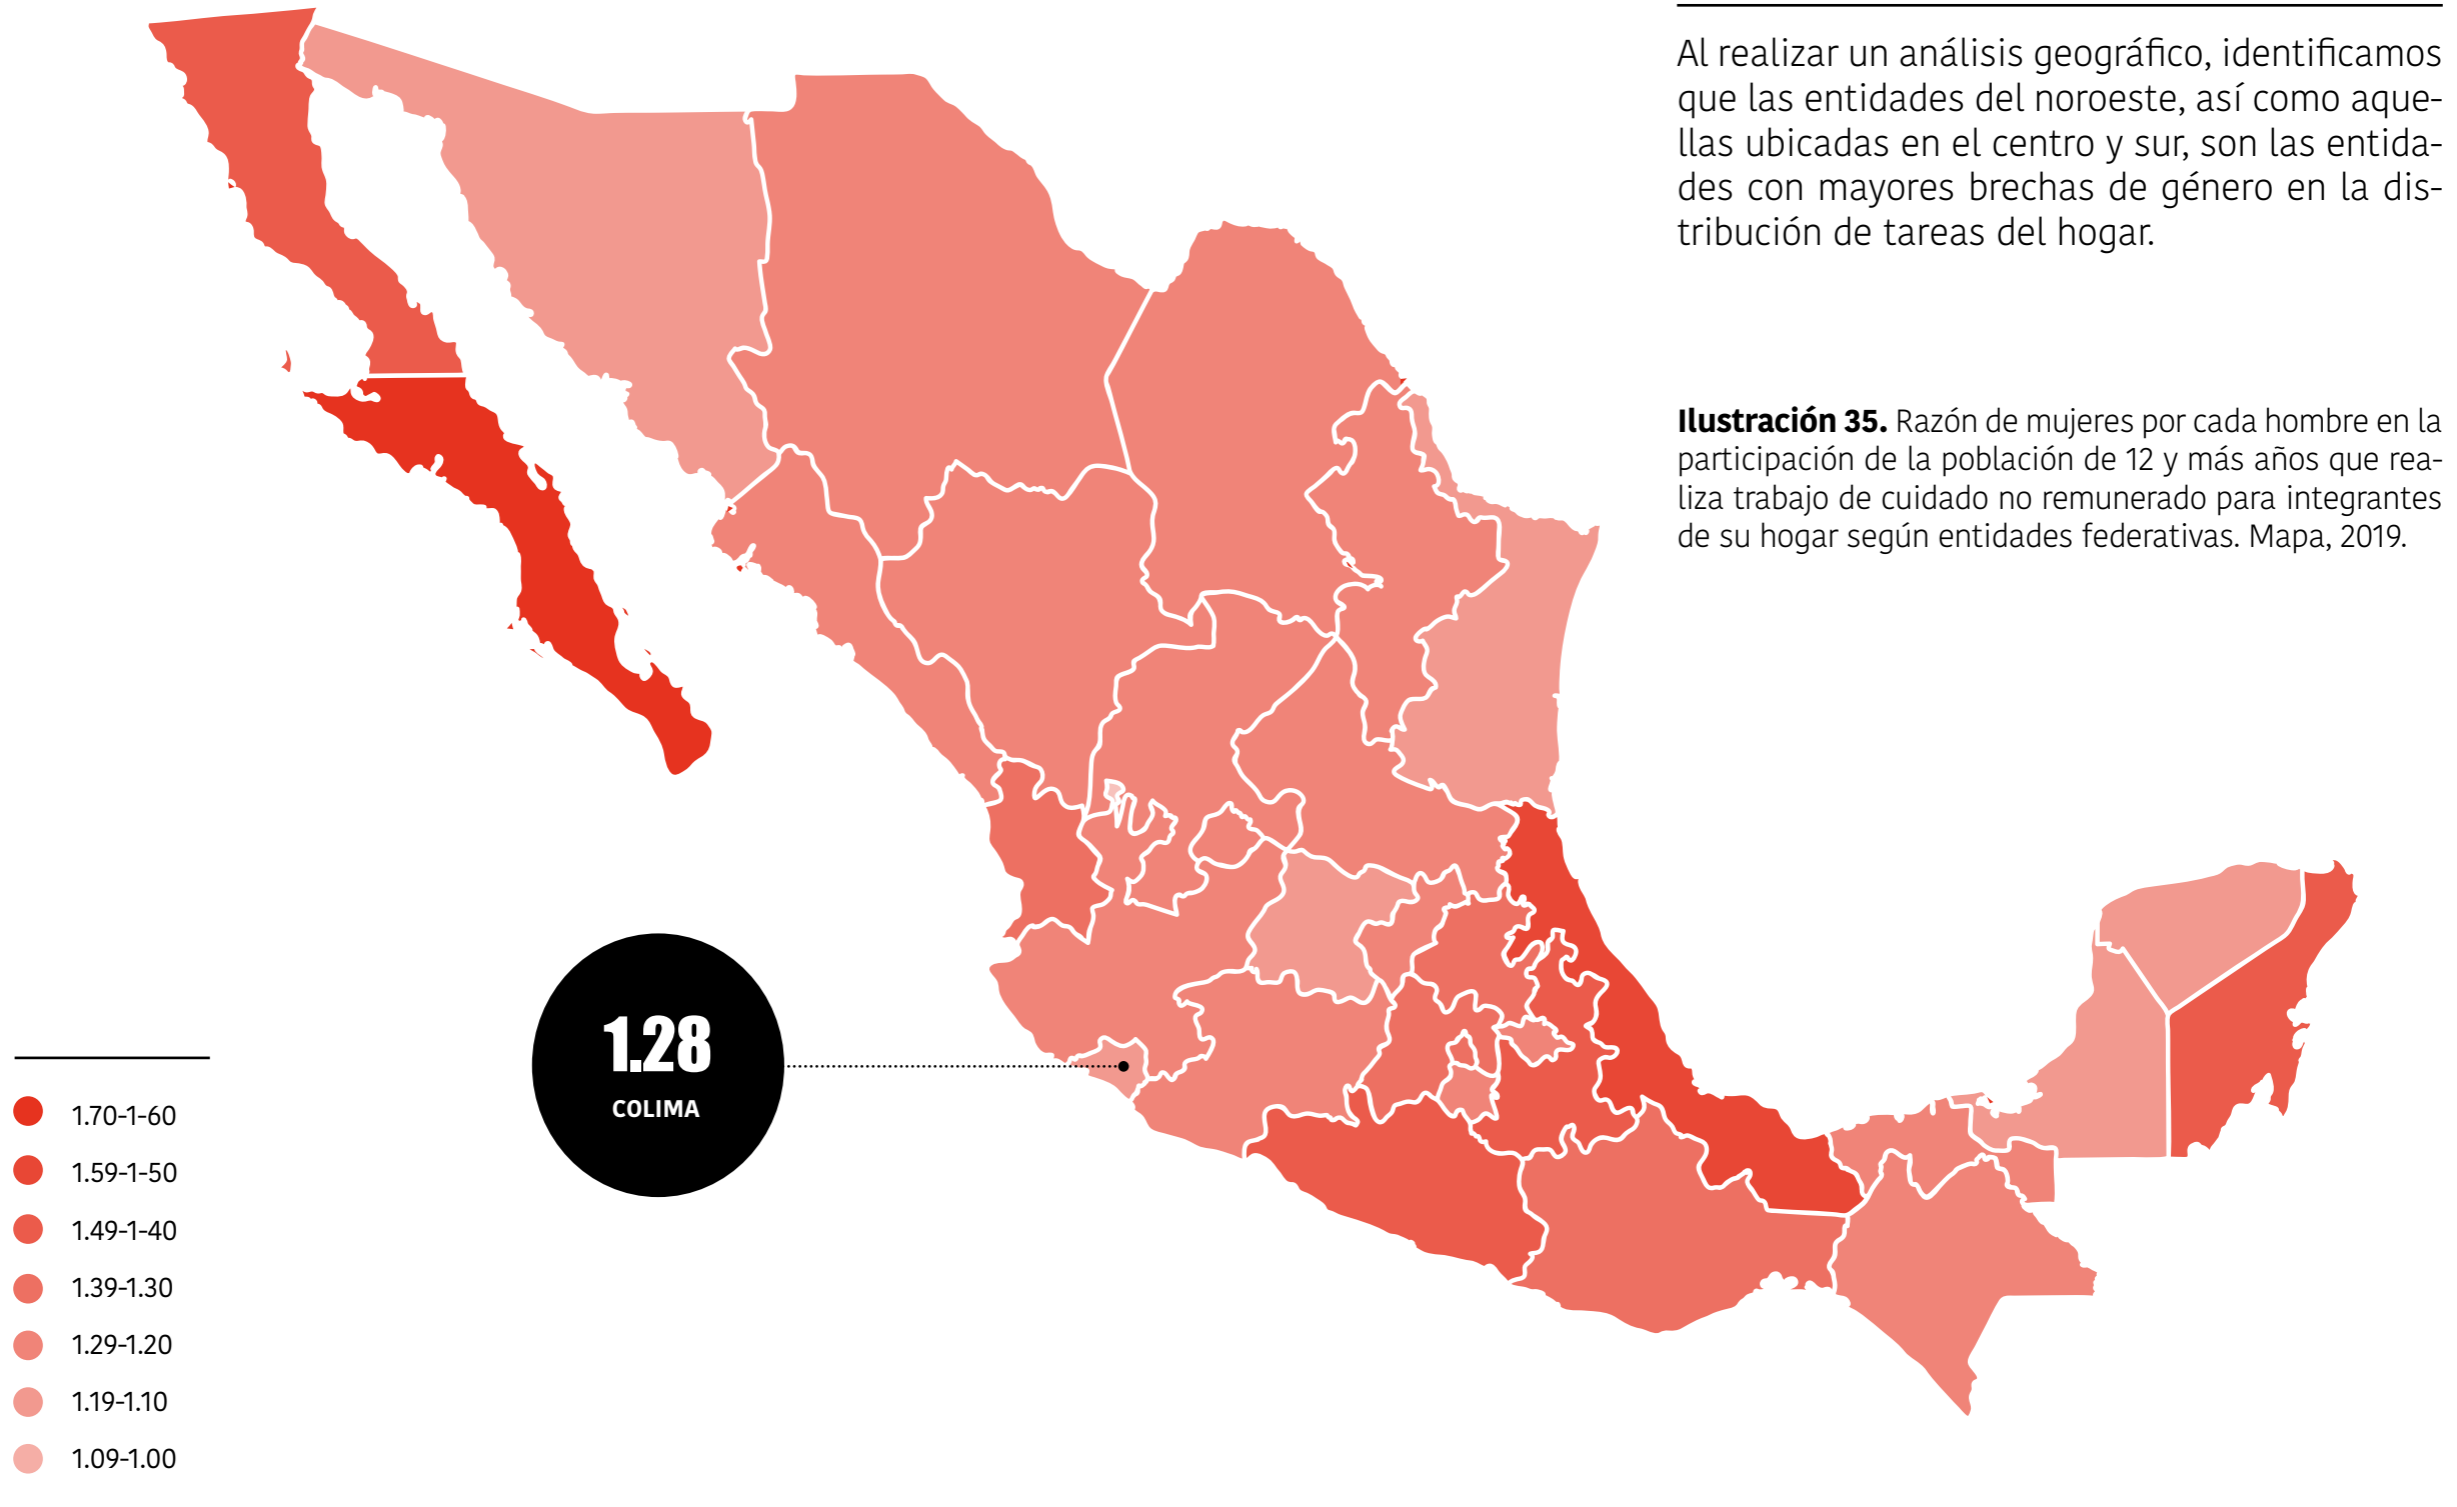 Al realizar un análisis geográfico, identificamos
que las entidades del noroeste, así como aque-
llas ubicadas en el centro y sur, son las entida-
des con mayores brechas de género en la dis-
tribución de tareas del hogar.
Ilustración 35. Razón de mujeres por cada hombre en la
participación de la población de 12 y más años que rea-
liza trabajo de cuidado no remunerado para integrantes
de su hogar según entidades federativas. Mapa, 2019.
1.28
COLIMA
1.70-1-60
1.59-1-50
1.49-1-40
1.39-1.30
1.29-1.20
1.19-1.10
1.09-1.00